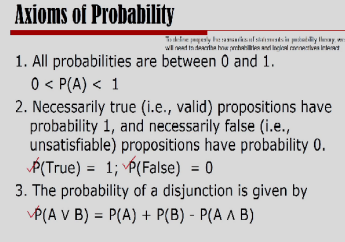 Axioms of Probability
To define properly the semantics of statements in probability theory, we
will need to describe how probabilities and logical connectives interact
1. All probabilities are between 0 and 1.
0 < P(A) < 1
2. Necessarily true (i.e., valid) propositions have
probability 1, and necessarily false (i.e.,
unsatisfiable) propositions have probability 0.
P(True) = 1; P(False) = 0
3. The probability of a disjunction is given by
P(A V B) = P(A) + P(B) - P(A Λ B)